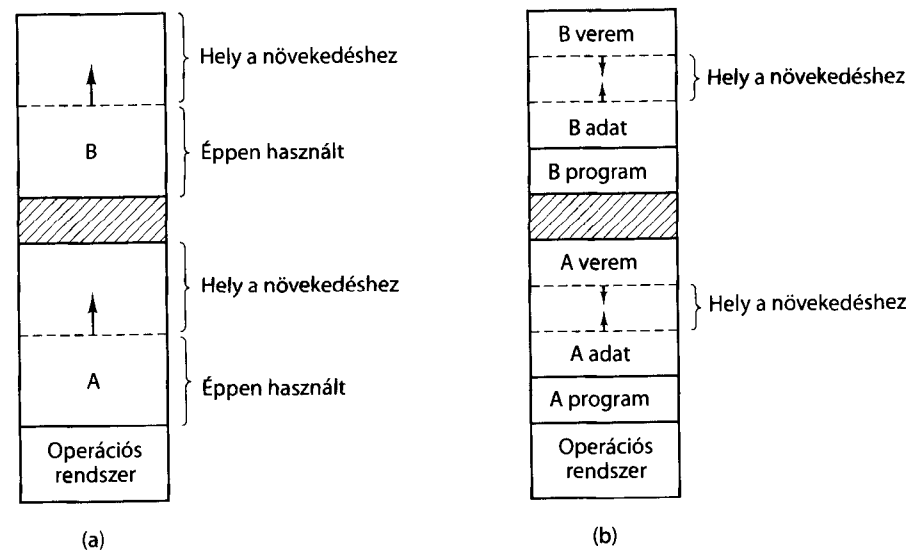 Hely a növekedéshez
B
Éppen használt
Hely a növekedéshez
A
Éppen használt
Operációs
rendszer
(a)
B verem
Hely a növekedéshez
B adat
B program
A verem
Hely a növekedéshez
A adat
A program
Operációs
rendszer
(b)